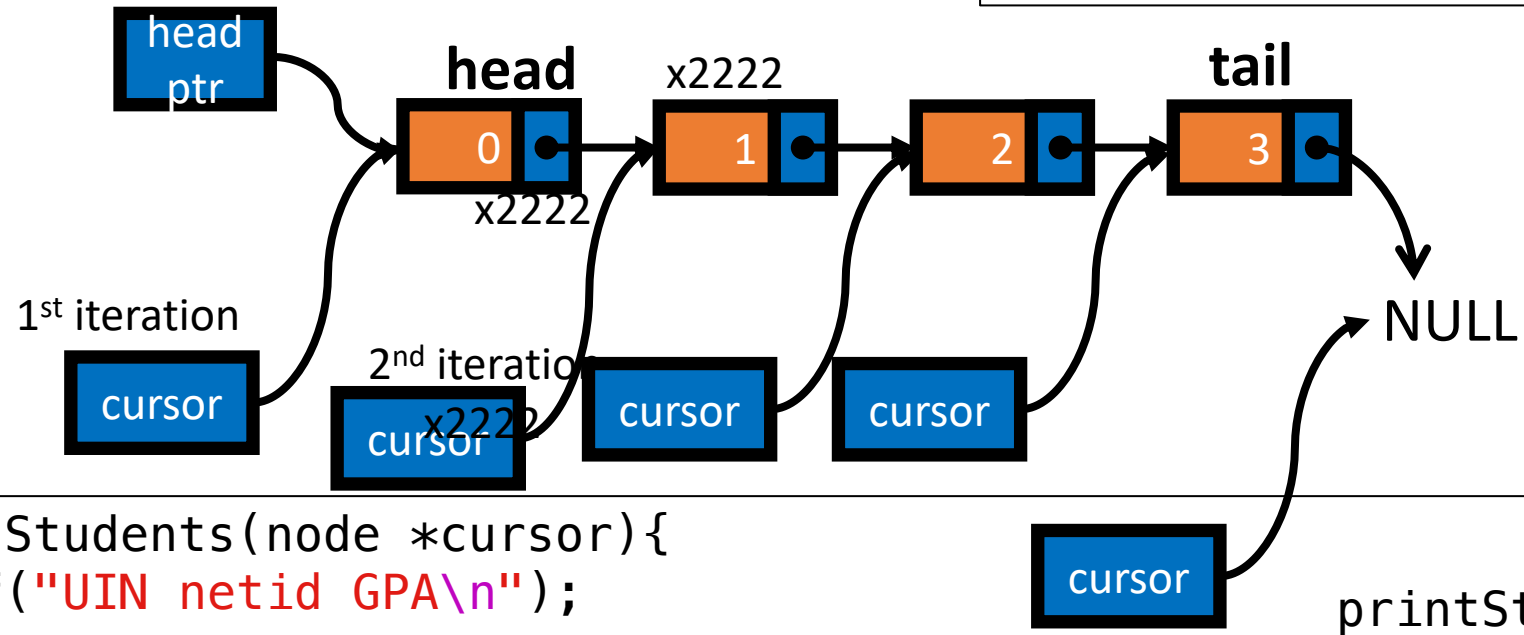 head
ptr
head
x2222
tail
0
1
2
3
x2222
1st iteration
NULL
2nd iteration
cursor
cursor
x2222
cursor
cursor
Students(node *cursor){
("UIN netid GPA\n");
cursor
printSt